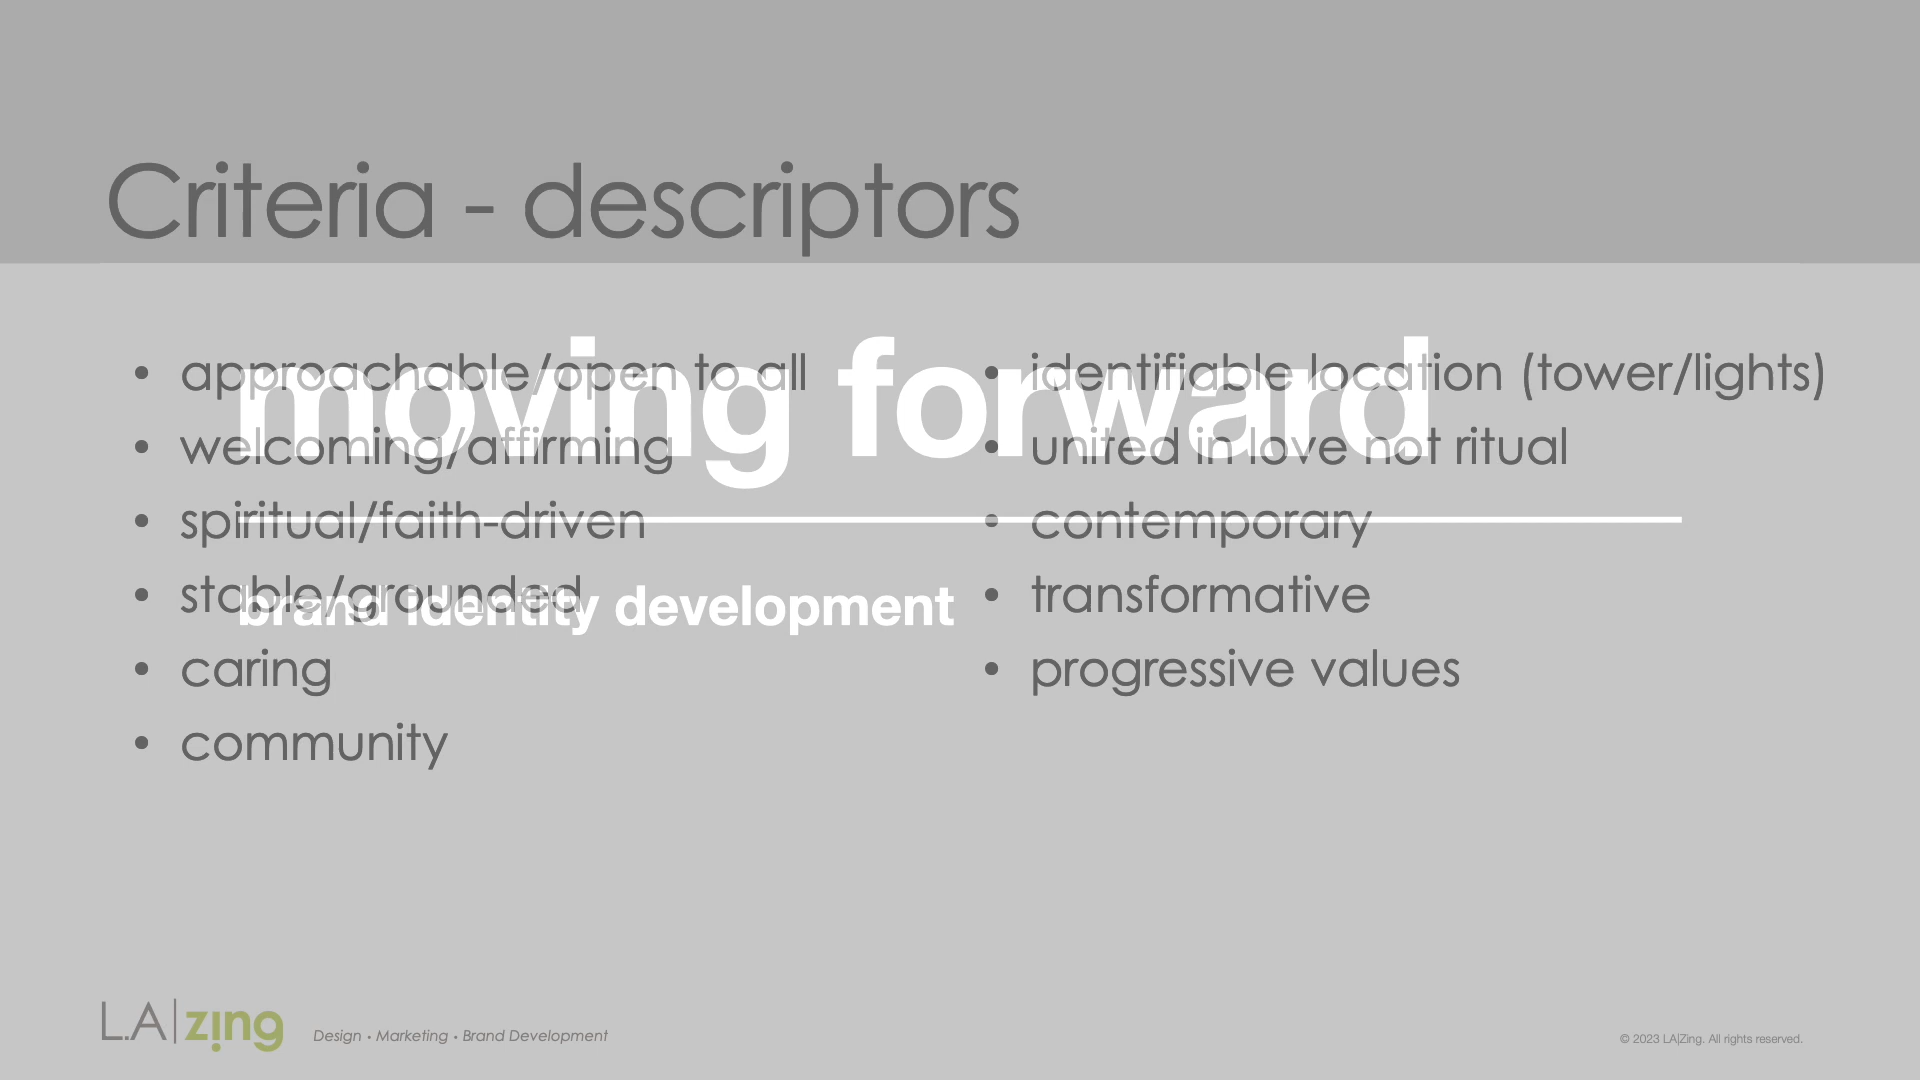 Criteria - descriptors
moving forward
• approachable/open to all
• welcoming/affirming
• spiritual/faith-driven
• stable/grounded
• caring
• community
• identifiable location (tower/lights)
• united in love not ritual
• contemporary
• transformative
• progressive values
brand identity development
L.A|zing
Design • Marketing • Brand Development
© 2023 LA|Zing. All rights reserved.